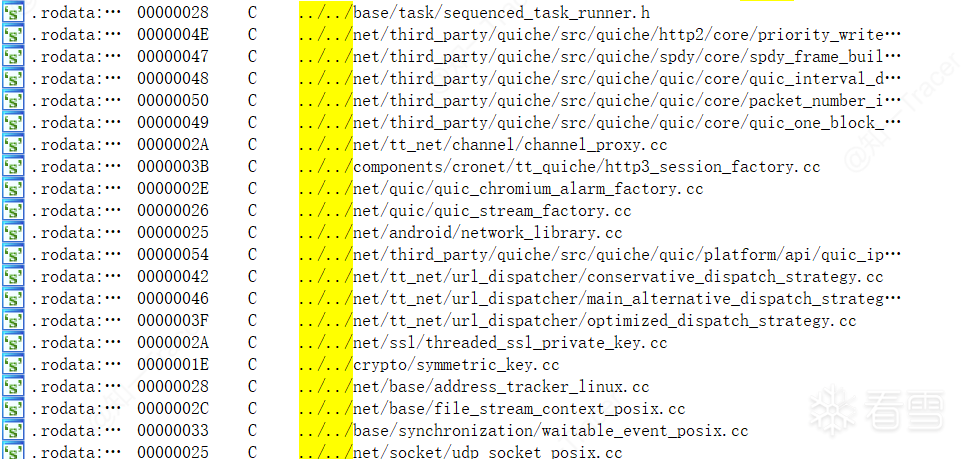 .rodata:⋯ 00000028 C ../../base/task/sequenced_task_runner.h
.rodata:⋯ 0000004E C ../../net/third_party/quiche/src/quiche/http2/core/priority_write⋯
.rodata:⋯ 00000047 C ../../net/third_party/quiche/src/quiche/spdy/core/spdy_frame_buil⋯
.rodata:⋯ 00000048 C ../../net/third_party/quiche/src/quiche/quic/core/quic_interval_d⋯
.rodata:⋯ 00000050 C ../../net/third_party/quiche/src/quiche/quic/core/packet_number_i⋯
.rodata:⋯ 00000049 C ../../net/third_party/quiche/src/quiche/quic/core/quic_one_block_⋯
.rodata:⋯ 0000002A C ../../net/tt_net/channel/channel_proxy.cc
.rodata:⋯ 0000003B C ../../components/cronet/tt_quiche/http3_session_factory.cc
.rodata:⋯ 0000002E C ../../net/quic/quic_chromium_alarm_factory.cc
.rodata:⋯ 00000026 C ../../net/quic/quic_stream_factory.cc
.rodata:⋯ 00000025 C ../../net/android/network_library.cc
.rodata:⋯ 00000054 C ../../net/third_party/quiche/src/quiche/quic/platform/api/quic_ip⋯
.rodata:⋯ 00000042 C ../../net/tt_net/url_dispatcher/conservative_dispatch_strategy.cc
.rodata:⋯ 00000046 C ../../net/tt_net/url_dispatcher/main_alternative_dispatch_strateg⋯
.rodata:⋯ 0000003F C ../../net/tt_net/url_dispatcher/optimized_dispatch_strategy.cc
.rodata:⋯ 0000002A C ../../net/ssl/threaded_ssl_private_key.cc
.rodata:⋯ 0000001E C ../../crypto/symmetric_key.cc
.rodata:⋯ 00000028 C ../../net/base/address_tracker_linux.cc
.rodata:⋯ 0000002C C ../../net/base/file_stream_context_posix.cc
.rodata:⋯ 00000033 C ../../base/synchronization/waitable_event_posix.cc
.rodata:⋯ 00000025 C ../../net/socket/udp_socket_posix.cc
看雪